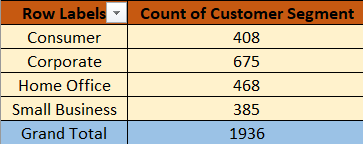 Row Labels Count of Customer Segment
Consumer 408
Corporate 675
Home Office 468
Small Business 385
Grand Total 1936